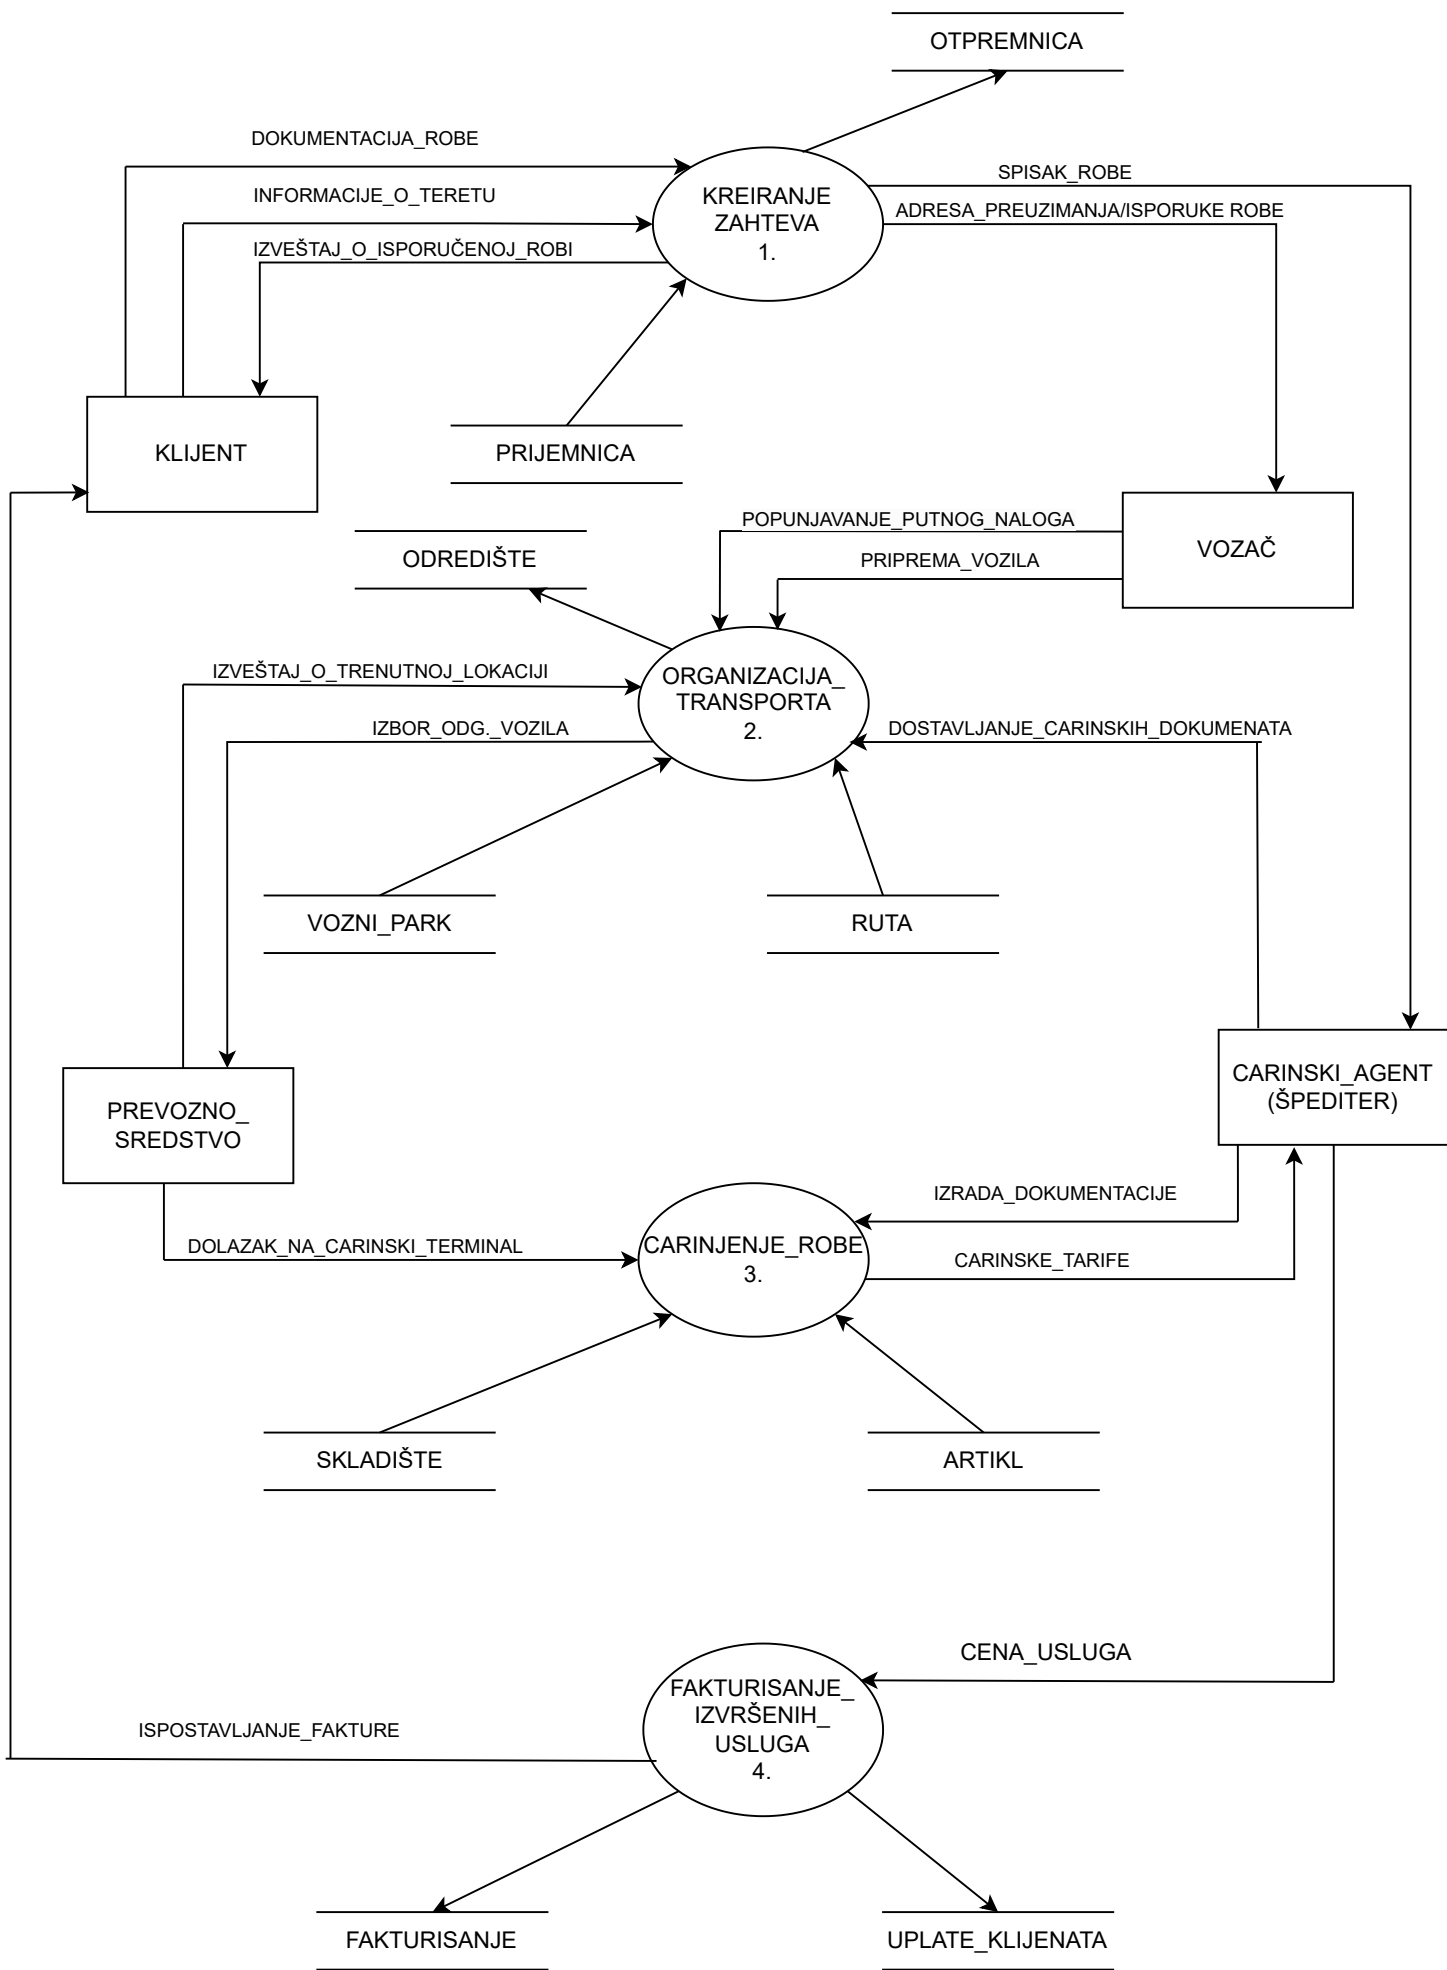 OTPREMNICA
DOKUMENTACIJA_ROBE
SPISAK_ROBE
INFORMACIJE_O_TERETU
KREIRANJE
ZAHTEVA
1.
ADRESA_PREUZIMANJA/ISPORUKE ROBE
IZVEŠTAJ_O_ISPORUČENOJ_ROBI
KLIJENT
PRIJEMNICA
POPUNJAVANJE_PUTNOG_NALOGA
VOZAČ
ODREDIŠTE
PRIPREMA_VOZILA
IZVEŠTAJ_O_TRENUTNOJ_LOKACIJI
ORGANIZACIJA_
TRANSPORTA
2.
IZBOR_ODG._VOZILA
DOSTAVLJANJE_CARINSKIH_DOKUMENATA
VOZNI_PARK
RUTA
CARINSKI_AGENT
(ŠPEDITER)
PREVOZNO_
SREDSTVO
IZRADA_DOKUMENTACIJE
DOLAZAK_NA_CARINSKI_TERMINAL
CARINJENJE_ROBE
3.
CARINSKE_TARIFE
SKLADIŠTE
ARTIKL
CENA_USLUGA
FAKTURISANJE_
IZVRŠENIH_
USLUGA
4.
ISPOSTAVLJANJE_FAKTURE
FAKTURISANJE
UPLATE_KLIJENATA